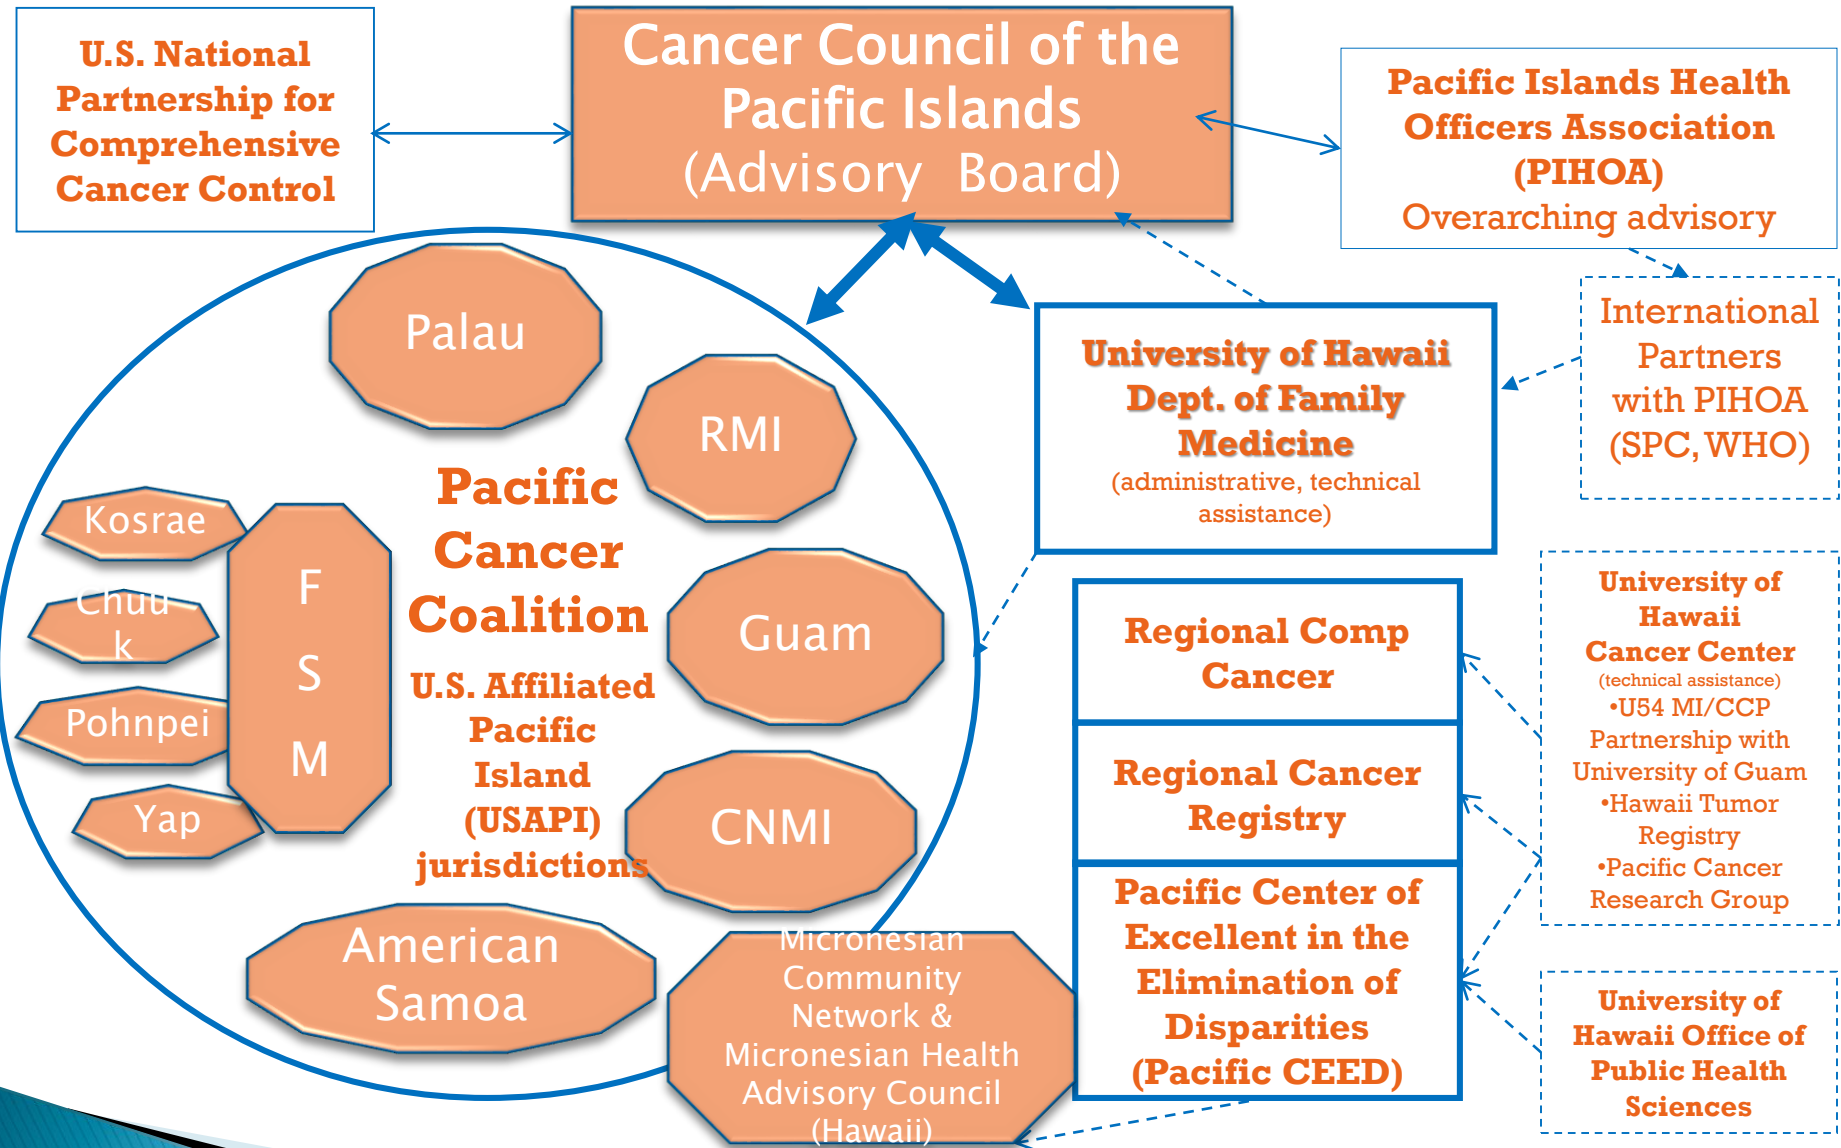 U.S. National
Partnership for
Comprehensive
Cancer Control
Cancer Council of the
Pacific Islands
(Advisory Board)
Pacific Islands Health
Officers Association
(PIHOA)
Overarching advisory
International
Partners
with PIHOA
(SPC, WHO)
University of Hawaii
Dept. of Family
Medicine
(administrative, technical
assistance)
Palau
RMI
Pacific
Cancer
Coalition
U.S. Affiliated
Pacific
Island
(USAPI)
jurisdictions
Kosrae
Chuu
k
Pohnpei
Yap
F
S
M
Guam
CNMI
American
Samoa
Micronesian
Community
Network &
Micronesian Health
Advisory Council
(Hawaii)
Regional Comp
Cancer
Regional Cancer
Registry
Pacific Center of
Excellent in the
Elimination of
Disparities
(Pacific CEED)
University of
Hawaii
Cancer Center
(technical assistance)
•U54 MI/CCP
Partnership with
University of Guam
•Hawaii Tumor
Registry
•Pacific Cancer
Research Group
University of
Hawaii Office of
Public Health
Sciences